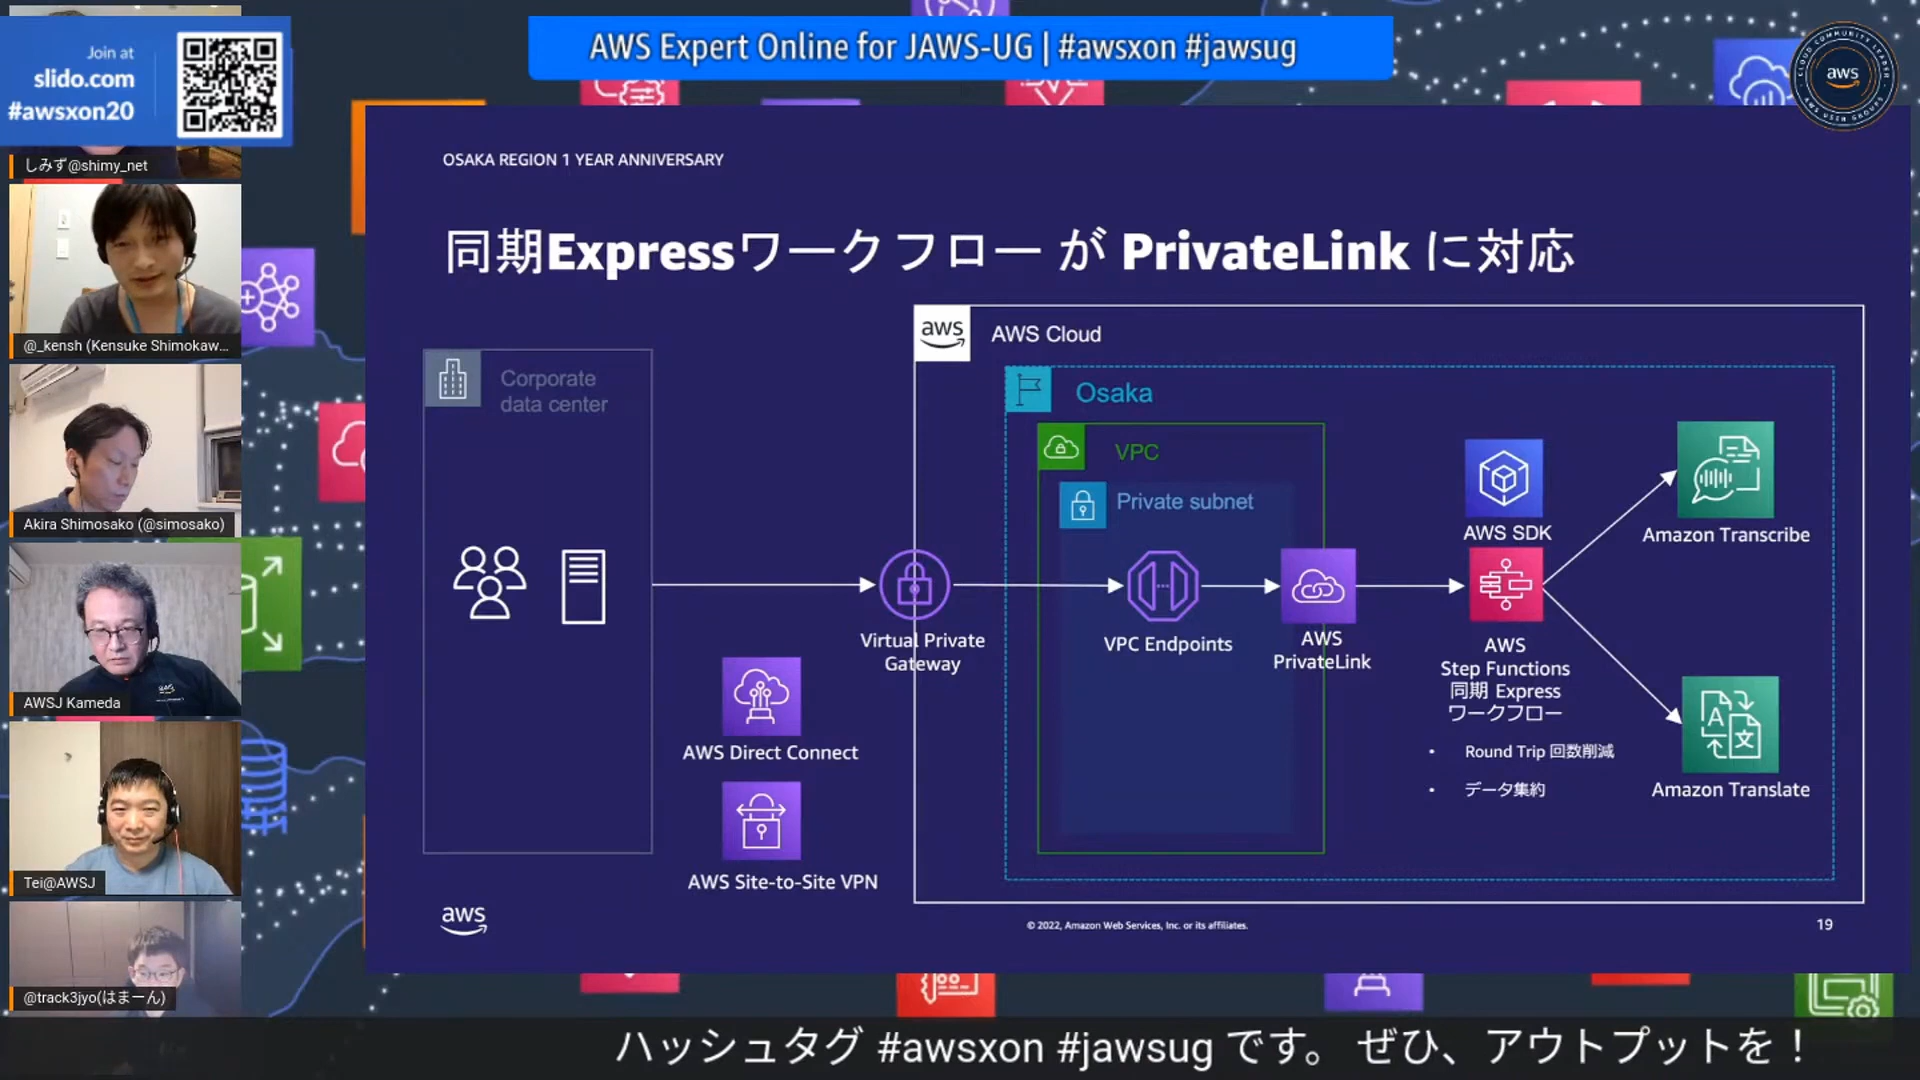 Join at
slido.com
#awsxon20
AWS Expert Online for JAWS-UG | #awsxon #jawsug
aws
しみず@shimy_net
@_kensh (Kensuke Shimokaw...
Akira Shimosako (@simosako)
AWSJ Kameda
Tei@AWSJ
@track3jyo(はまーん)
OSAKA REGION 1 YEAR ANNIVERSARY
同期Expressワークフロー が PrivateLink に対応
Corporate
data center
aws
AWS Cloud
Osaka
VPC
Private subnet
Virtual Private
Gateway
VPC Endpoints
AWS
PrivateLink
AWS SDK
AWS
Step Functions
同期 Express
ワークフロー
• Round Trip 回数削減
• データ集約
Amazon Transcribe
A
文
Amazon Translate
AWS Direct Connect
AWS Site-to-Site VPN
aws
© 2022, Amazon Web Services, Inc. or its affiliates.
19
ハッシュタグ #awsxon #jawsug です。 ぜひ、アウトプットを！